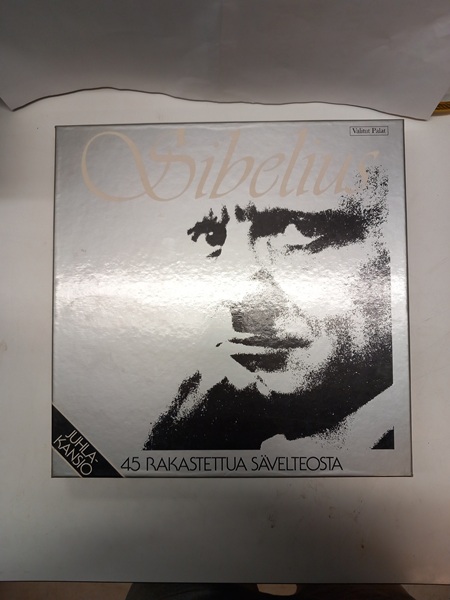 Valitut Palat
Sibelius
JUHLA-
KANSIO
45 RAKASTETTUA SÄVELTEOSTA